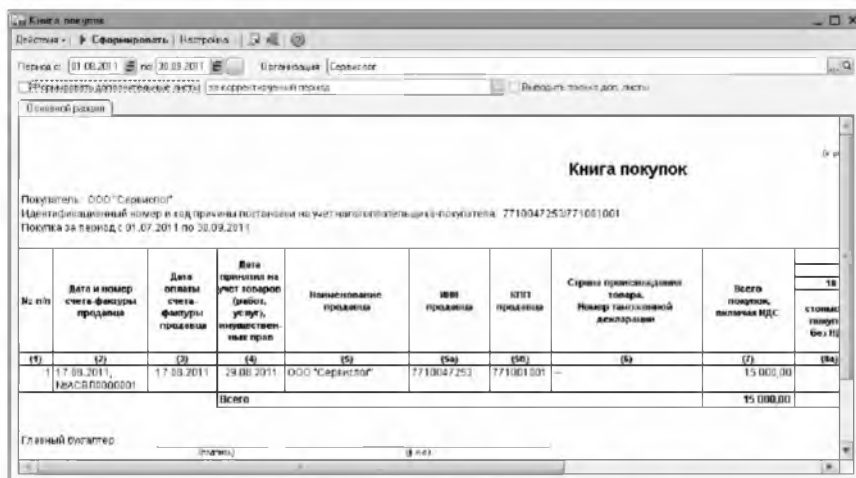 Книга покупок
Действия Сформировать Настройка
Период с 01.08.2011 по 30.09.2011 Организация Сервислог
Формировать дополнительные листы за корректируемый период Выводить только доп. листы
Основной раздел
Книга покупок
Покупатель: ООО "Сервислог"
Идентификационный номер и код причины постановки на учет налогоплательщика-покупателя: 7710047253/771001001
Покупка за период с 01.07.2011 по 30.09.2011
№ п/п
Дата и номер счета-фактуры продавца
Дата оплаты счета-фактуры продавца
Дата принятия на учет товаров (работ, услуг), имущественных прав
Наименование продавца
ИНН продавца
КПП продавца
Страна происхождения товара. Номер таможенной декларации
Всего покупок, включая НДС
18
(1) (2) (3) (4) (5) (5а) (5б) (6) (7) (8а)
1 17.08.2011, №АСВЛ0000001 17.08.2011 29.08.2011 ООО "Сервислог" 7710047253 771001001 -- 15 000,00
Всего 15 000,00
Главный бухгалтер
(подпись) (ф.и.о.)